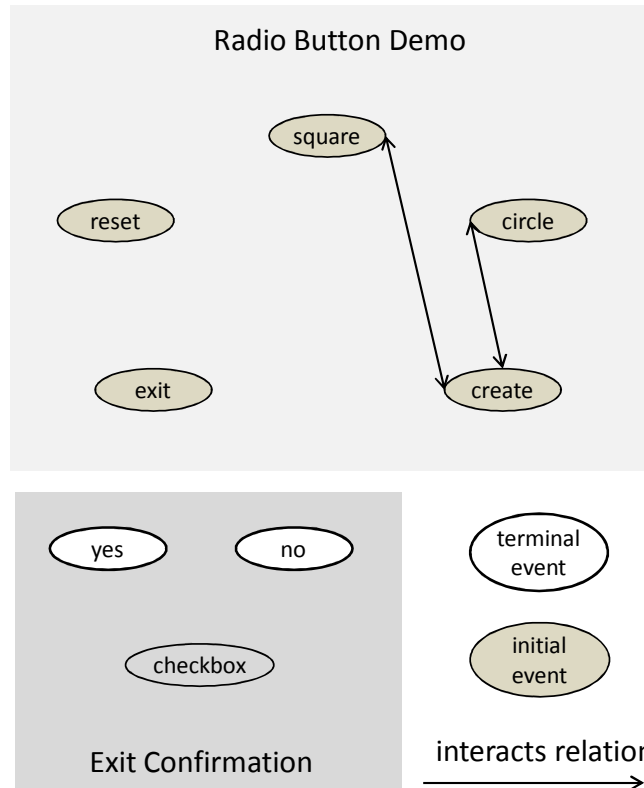 Radio Button Demo
square
reset
circle
exit
create
yes
no
checkbox
Exit Confirmation
terminal
event
initial
event
interacts relation